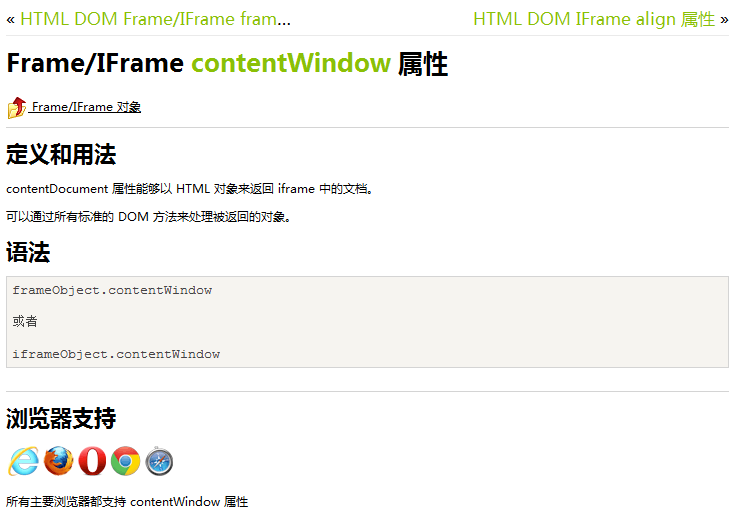 « HTML DOM Frame/IFrame fram...
HTML DOM IFrame align 属性 »
Frame/IFrame contentWindow 属性
Frame/IFrame 对象
定义和用法
contentDocument 属性能够以 HTML 对象来返回 iframe 中的文档。
可以通过所有标准的 DOM 方法来处理被返回的对象。
语法
frameObject.contentWindow
或者
iframeObject.contentWindow
浏览器支持
所有主要浏览器都支持 contentWindow 属性